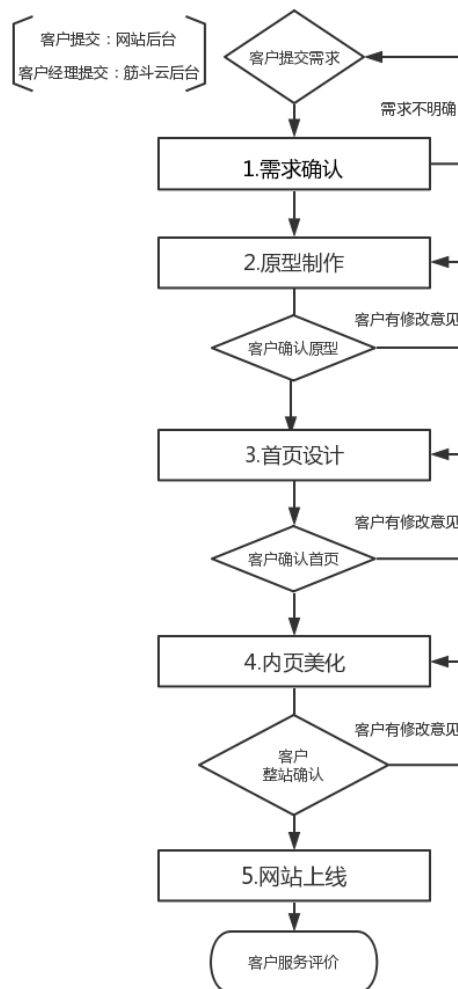 客户提交：网站后台
客户经理提交：筋斗云后台
客户提交需求
需求不明确
1.需求确认
2.原型制作
客户有修改意见
客户确认原型
3.首页设计
客户有修改意见
客户确认首页
4.内页美化
客户有修改意见
客户
整站确认
5.网站上线
客户服务评价